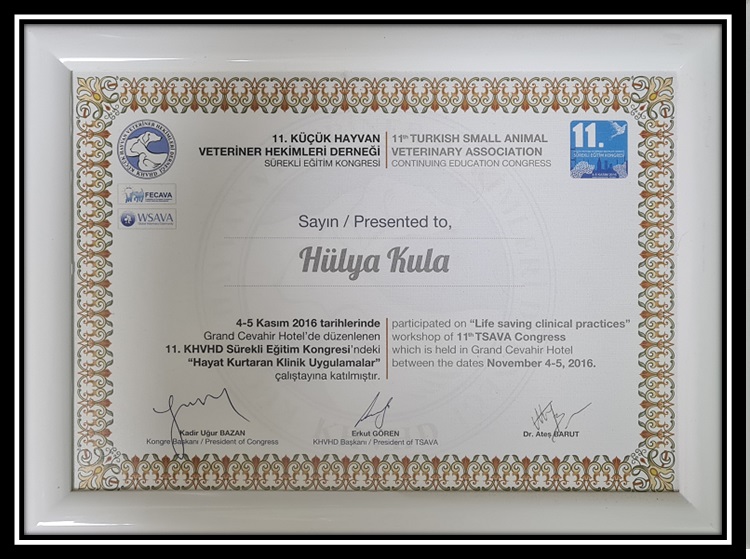 11. KÜÇÜK HAYVAN
VETERİNER HEKİMLERİ DERNEĞİ
SÜREKLİ EĞİTİM KONGRESİ
11th TURKISH SMALL ANIMAL
VETERINARY ASSOCIATION
CONTINUING EDUCATION CONGRESS
11.
SÜREKLİ EĞİTİM KONGRESİ
FECAVA
WSAVA
Sayın / Presented to,
Hülya Kula
4-5 Kasım 2016 tarihlerinde
Grand Cevahir Hotel'de düzenlenen
11. KHVHD Sürekli Eğitim Kongresi'ndeki
"Hayat Kurtaran Klinik Uygulamalar"
çalıştayına katılmıştır.
participated on "Life saving clinical practices"
workshop of 11th TSAVA Congress
which is held in Grand Cevahir Hotel
between the dates November 4-5, 2016.
Kadir Uğur BAZAN
Kongre Başkanı / President of Congress
Erkut GÖREN
KHVHD Başkanı / President of TSAVA
Dr. Ateş BARUT